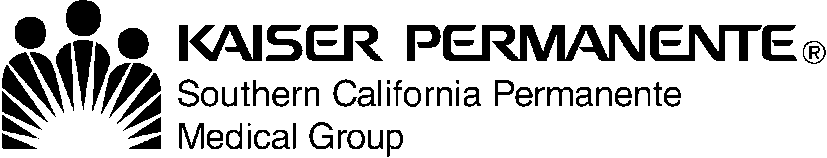 KAISER PERMANENTE®
Southern California Permanente
Medical Group